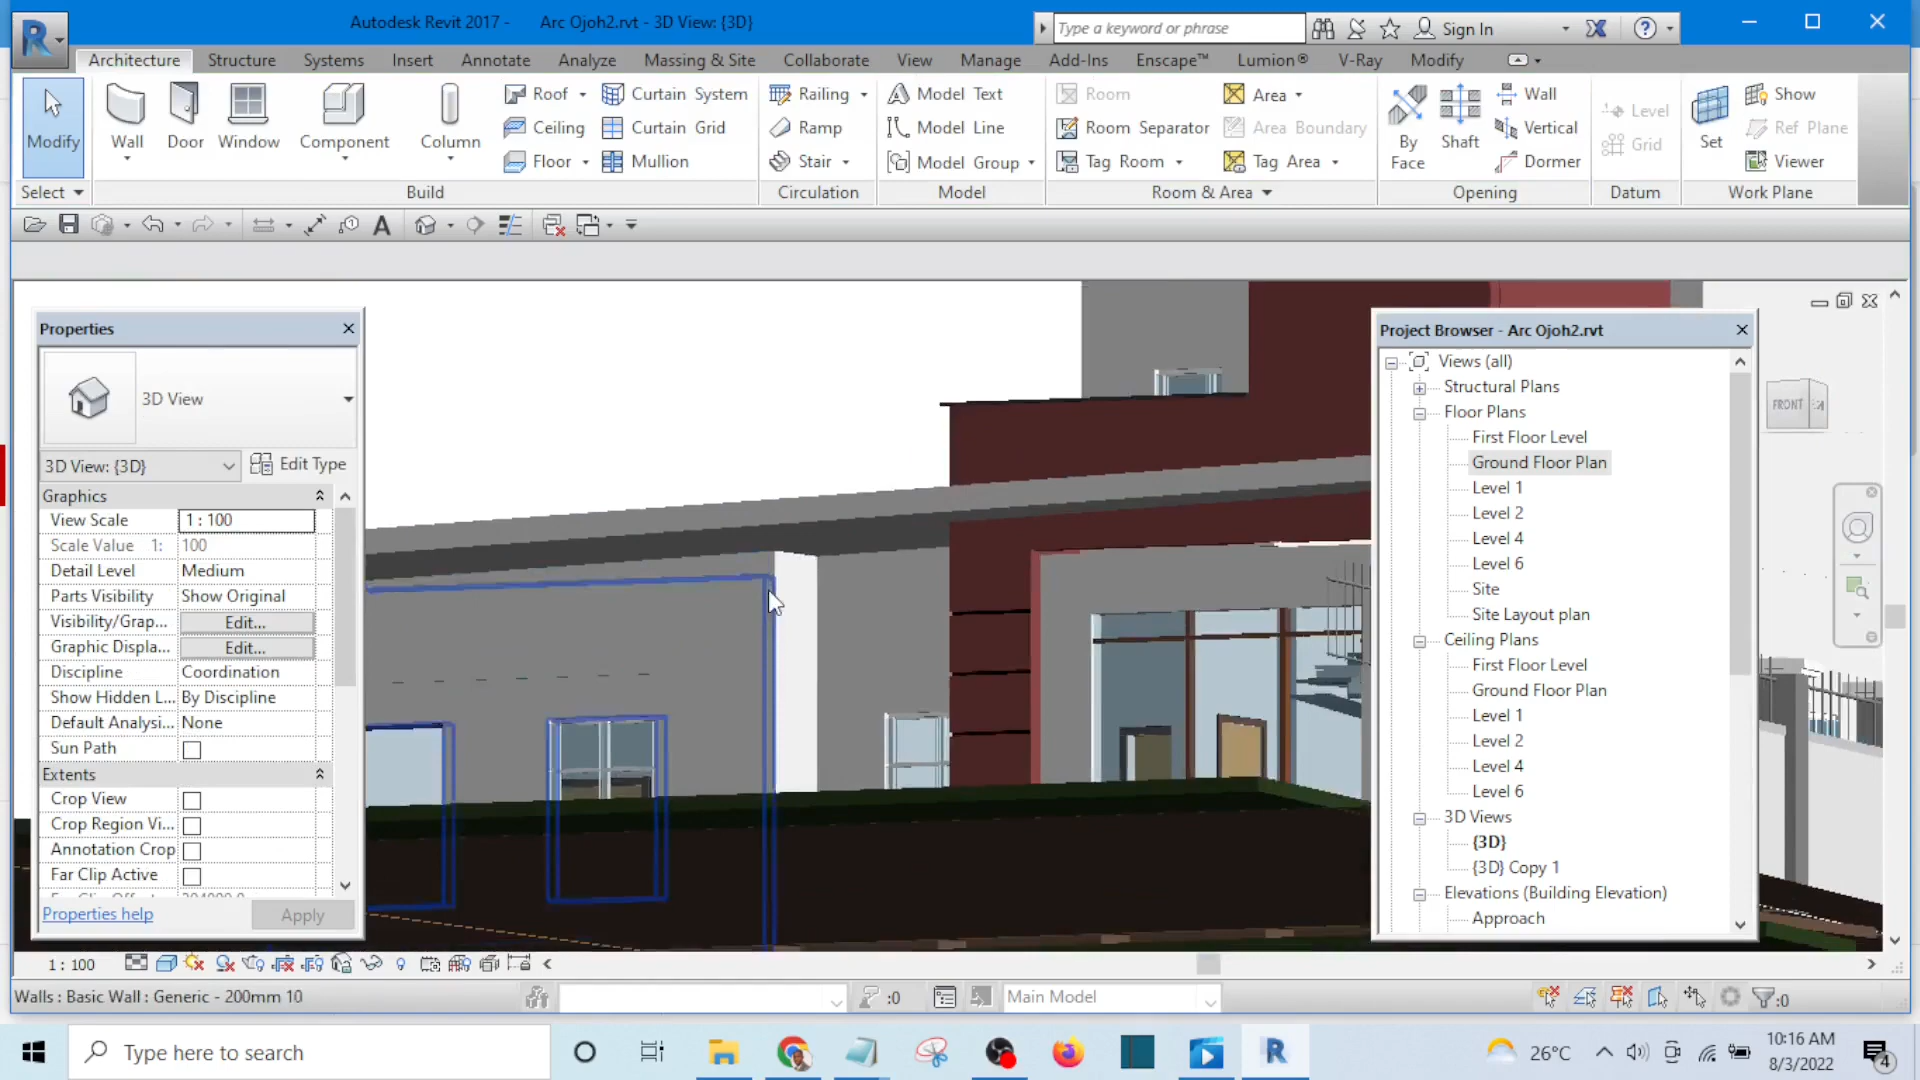 Autodesk Revit 2017 - Arc Ojoh2.rvt - 3D View: {3D}
Type a keyword or phrase
Sign In
Architecture Structure Systems Insert Annotate Analyze Massing & Site Collaborate View Manage Add-Ins Enscape™ Lumion® V-Ray Modify
Modify
Wall
Door
Window
Component
Column
Roof
Ceiling
Floor
Curtain System
Curtain Grid
Mullion
Railing
Ramp
Stair
Model Text
Model Line
Model Group
Room
Room Separator
Tag Room
Area
Area Boundary
Tag Area
By
Face
Shaft
Wall
Vertical
Dormer
Level
Grid
Set
Show
Ref Plane
Viewer
Select
Build
Circulation
Model
Room & Area
Opening
Datum
Work Plane
Properties
3D View
3D View: {3D}
Edit Type
Graphics
View Scale 1 : 100
Scale Value 1: 100
Detail Level Medium
Parts Visibility Show Original
Visibility/Grap... Edit...
Graphic Displa... Edit...
Discipline Coordination
Show Hidden L... By Discipline
Default Analysi... None
Sun Path
Extents
Crop View
Crop Region Vi...
Annotation Crop
Far Clip Active
Properties help
Apply
Project Browser - Arc Ojoh2.rvt
Views (all)
Structural Plans
Floor Plans
First Floor Level
Ground Floor Plan
Level 1
Level 2
Level 4
Level 6
Site
Site Layout plan
Ceiling Plans
First Floor Level
Ground Floor Plan
Level 1
Level 2
Level 4
Level 6
3D Views
{3D}
{3D} Copy 1
Elevations (Building Elevation)
Approach
FRONT
1 : 100
Walls : Basic Wall : Generic - 200mm 10
:0
Main Model
:0
Type here to search
26°C
10:16 AM
8/3/2022
4